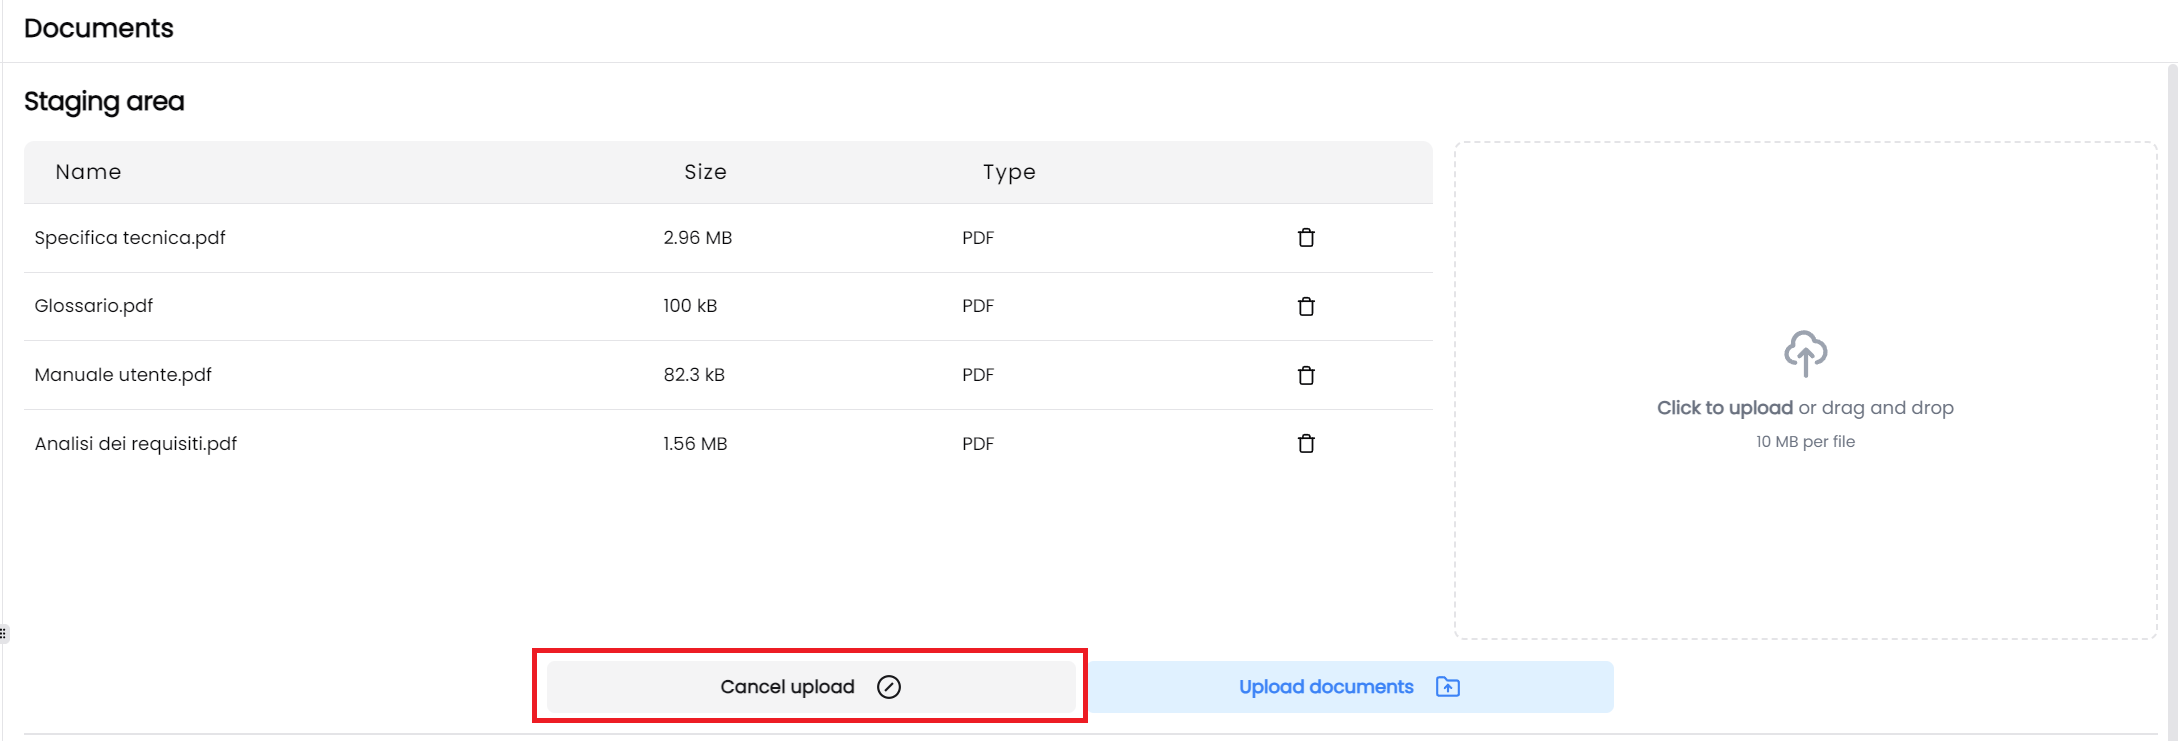 Documents
Staging area
Name Size Type
Specifica tecnica.pdf 2.96 MB PDF
Glossario.pdf 100 kB PDF
Manuale utente.pdf 82.3 kB PDF
Analisi dei requisiti.pdf 1.56 MB PDF
Click to upload or drag and drop
10 MB per file
Cancel upload
Upload documents